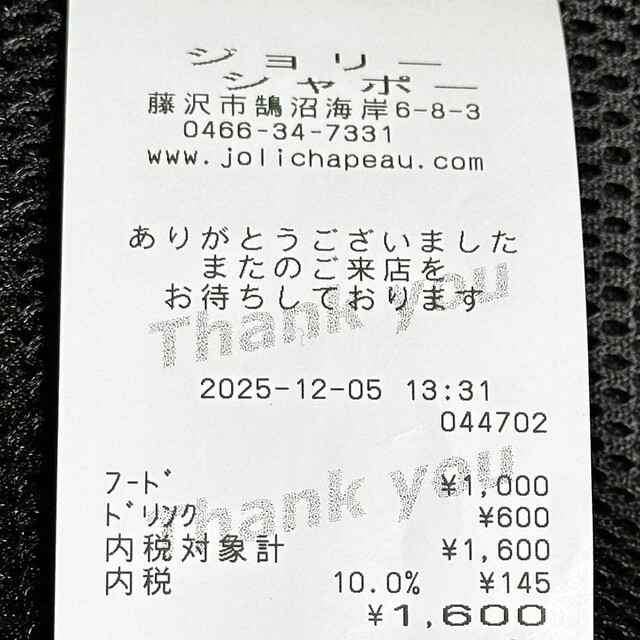 ジョリー
シャポー
藤沢市鵠沼海岸6-8-3
0466-34-7331
www.jolichapeau.com
ありがとうございました
またのご来店を
お待ちしております
Thank you
2025-12-05 13:31
044702
Thank you
フード ¥1,000
ドリンク ¥600
内税対象計 ¥1,600
内税 10.0% ¥145
¥1,600